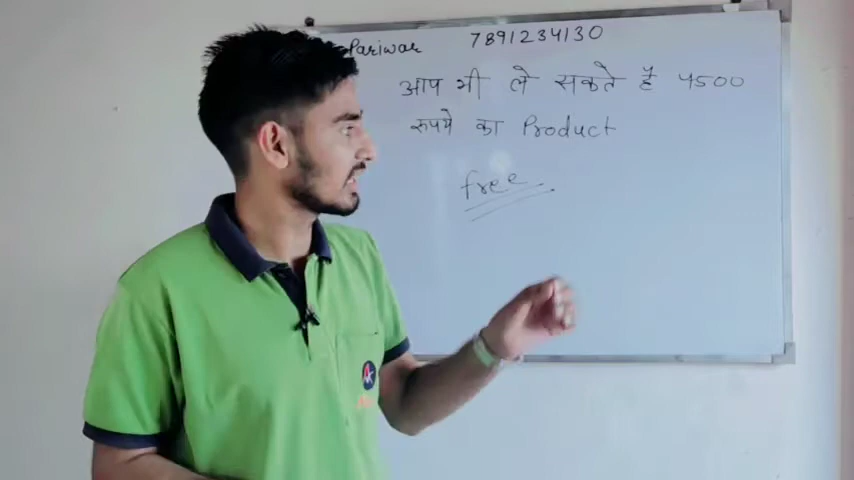 Pariwar 7891234130
आप भी ले सकते है 4500
रुपये का Product
free